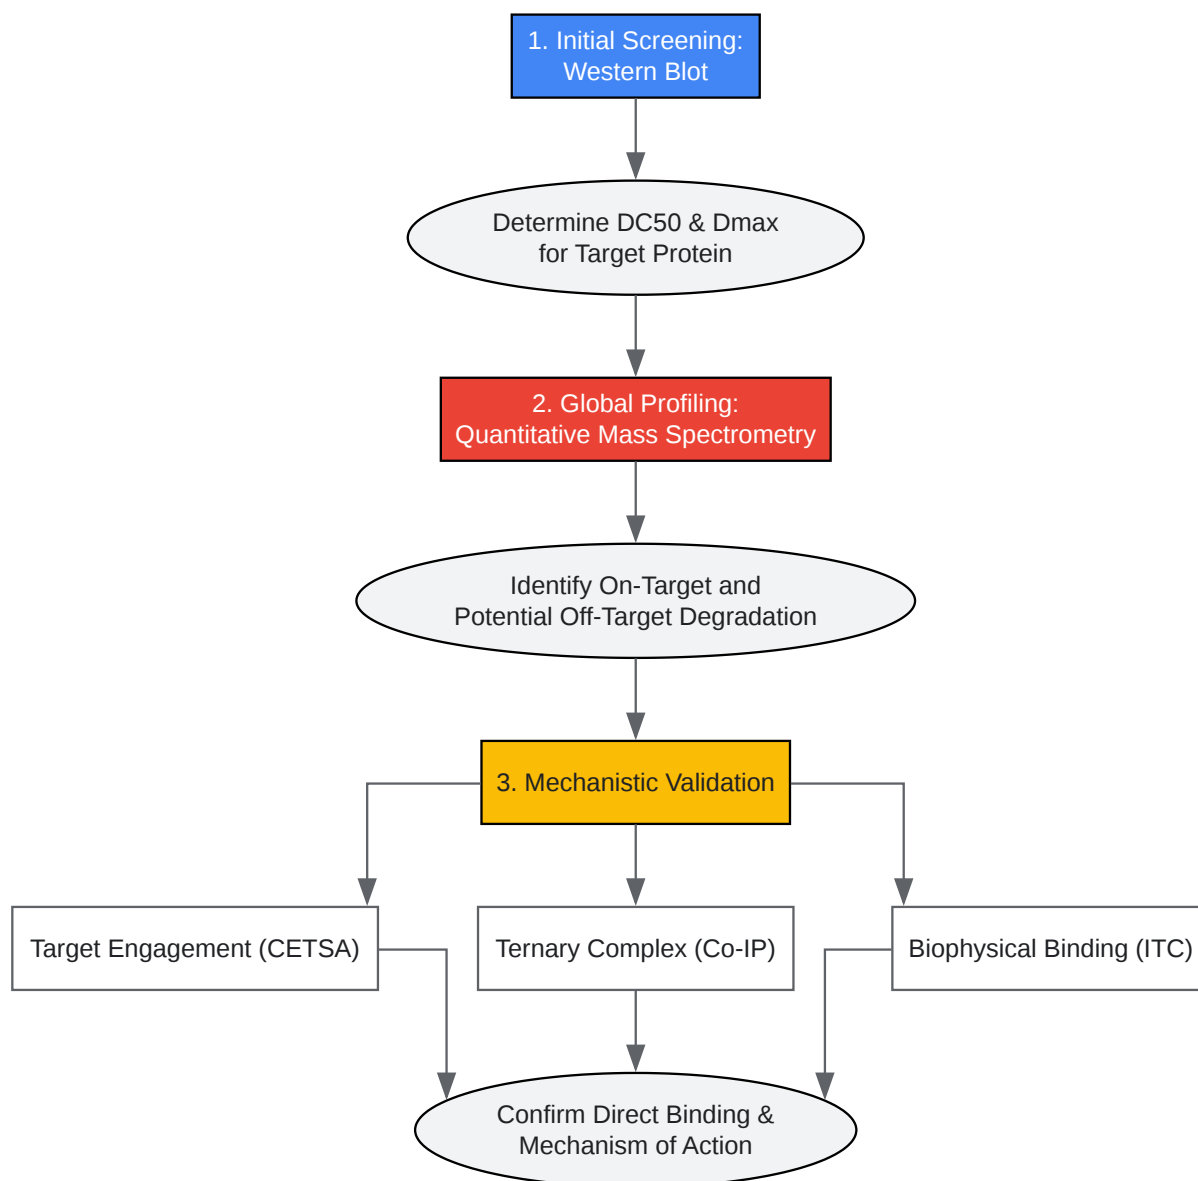 1. Initial Screening:
Western Blot
Determine DC50 & Dmax
for Target Protein
2. Global Profiling:
Quantitative Mass Spectrometry
Identify On-Target and
Potential Off-Target Degradation
3. Mechanistic Validation
Target Engagement (CETSA)
Ternary Complex (Co-IP)
Biophysical Binding (ITC)
Confirm Direct Binding &
Mechanism of Action